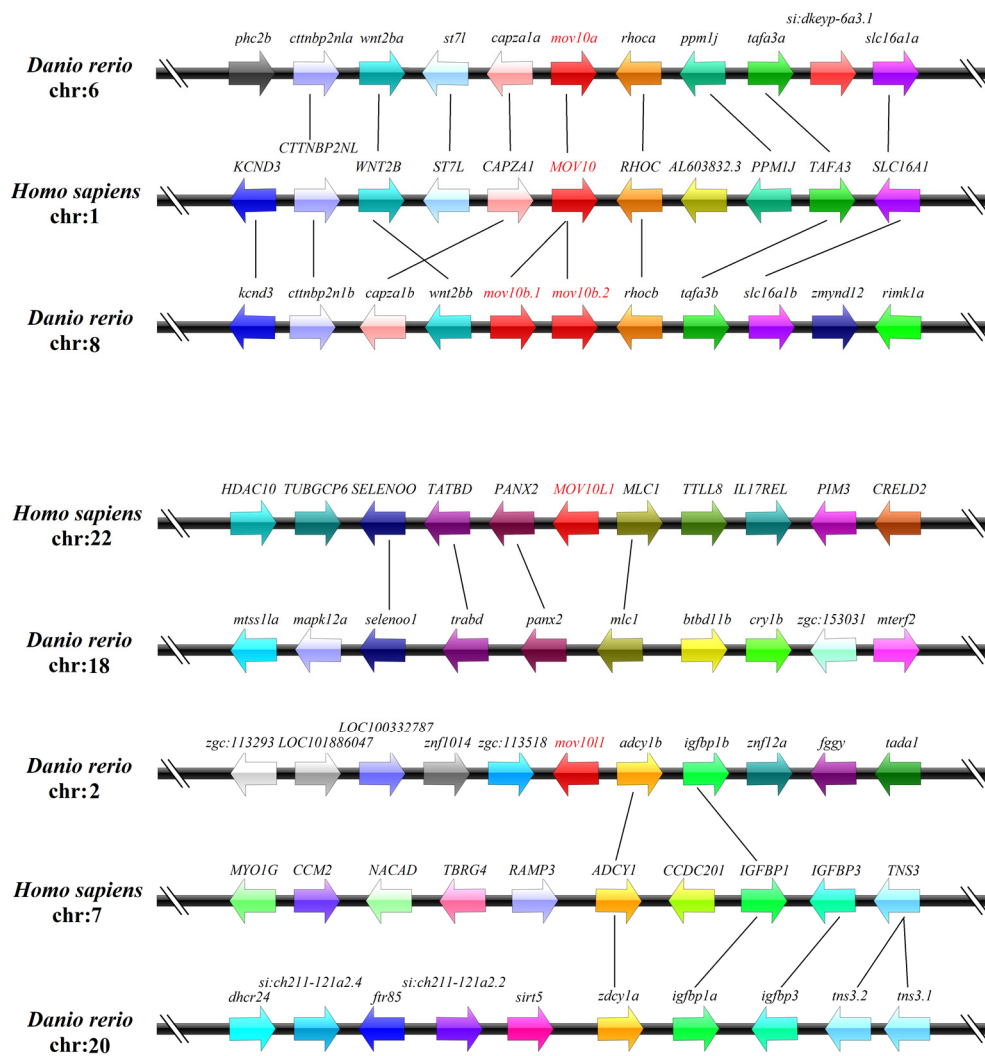 si:dkeyp-6a3.1
phc2b cttnbp2nla wnt2ba st7l capza1a mov10a rhoca ppm1j tafa3a slc16a1a
Danio rerio
chr:6
CTTNBP2NL
KCND3 WNT2B ST7L CAPZA1 MOV10 RHOC AL603832.3 PPM1J TAFA3 SLC16A1
Homo sapiens
chr:1
kcnd3 cttnbp2n1b capza1b wnt2bb mov10b.1 mov10b.2 rhocb tafa3b slc16a1b zmynd12 rimk1a
Danio rerio
chr:8
HDAC10 TUBGCP6 SELENOO TATBD PANX2 MOV10L1 MLC1 TTLL8 IL17REL PIM3 CRELD2
Homo sapiens
chr:22
mtss1la mapk12a selenoo1 trabd panx2 mlc1 btbd11b cry1b zgc:153031 mterf2
Danio rerio
chr:18
LOC100332787
zgc:113293 LOC101886047 znf1014 zgc:113518 mov10l1 adcy1b igfbp1b znf12a fggy tada1
Danio rerio
chr:2
MYO1G CCM2 NACAD TBRG4 RAMP3 ADCY1 CCDC201 IGFBP1 IGFBP3 TNS3
Homo sapiens
chr:7
si:ch211-121a2.4 si:ch211-121a2.2
dhcr24 ftr85 sirt5 zdcy1a igfbp1a igfbp3 tns3.2 tns3.1
Danio rerio
chr:20